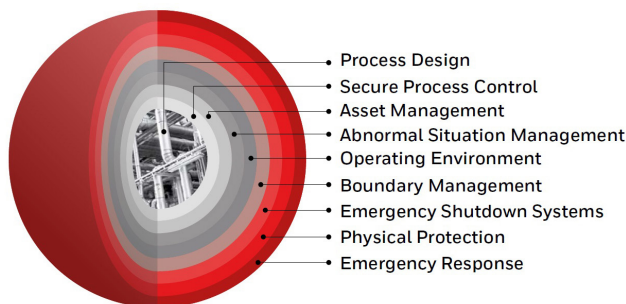 Process Design
Secure Process Control
Asset Management
Abnormal Situation Management
Operating Environment
Boundary Management
Emergency Shutdown Systems
Physical Protection
Emergency Response